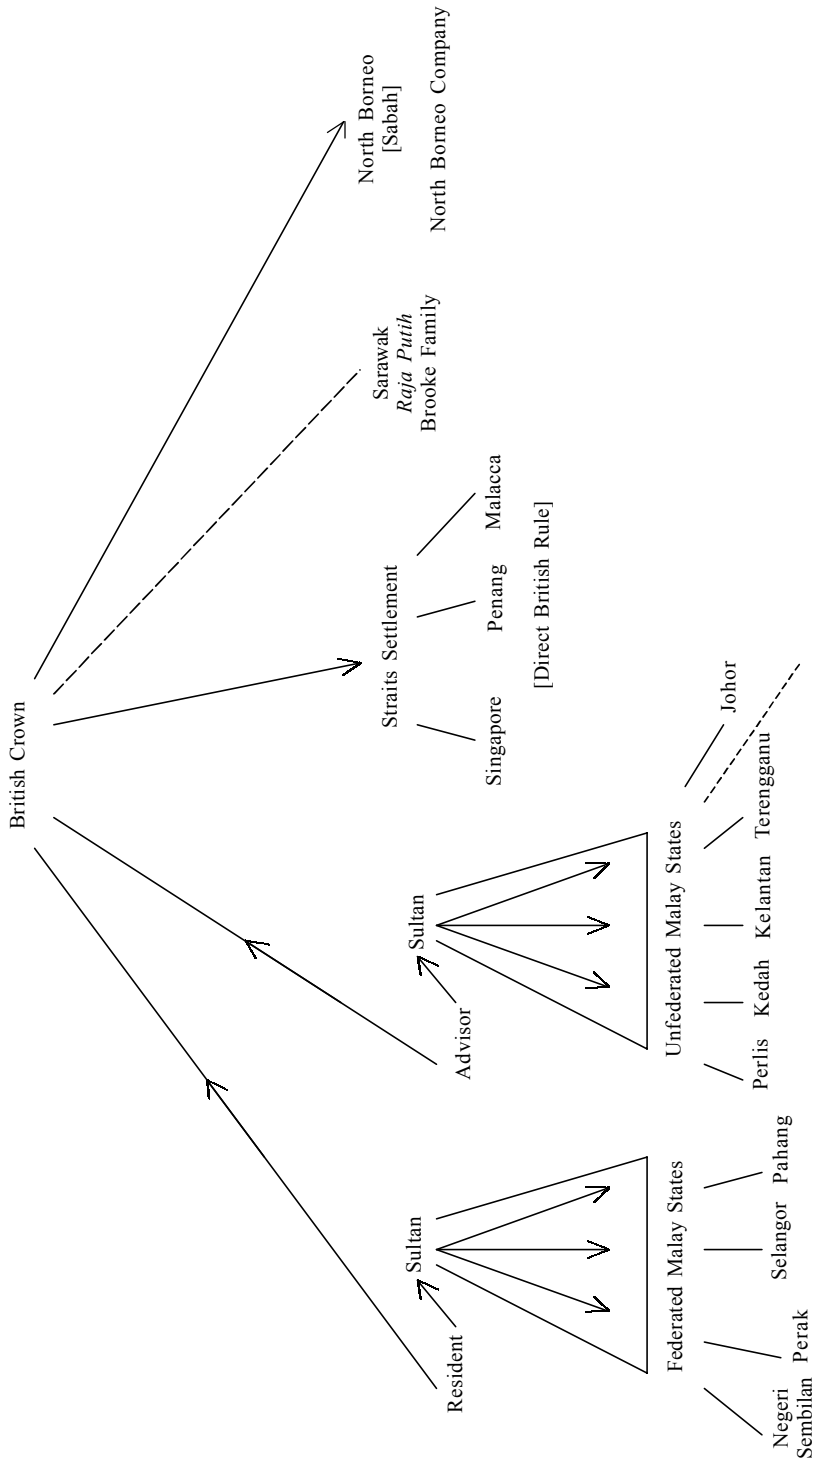 British Crown
North Borneo
[Sabah]
North Borneo Company
Sarawak
Raja Putih
Brooke Family
Straits Settlement
Singapore
Penang
Malacca
[Direct British Rule]
Sultan
Advisor
Unfederated Malay States
Perlis
Kedah
Kelantan
Terengganu
Johor
Sultan
Resident
Federated Malay States
Negeri
Sembilan
Perak
Selangor
Pahang